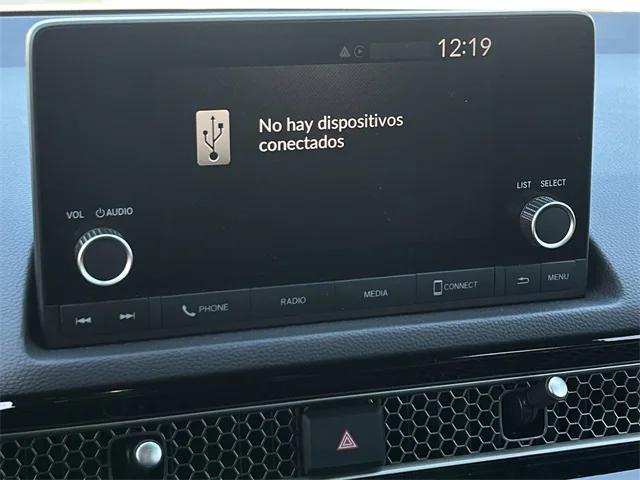 12:19
No hay dispositivos
conectados
VOL AUDIO
LIST SELECT
PHONE RADIO MEDIA CONNECT MENU